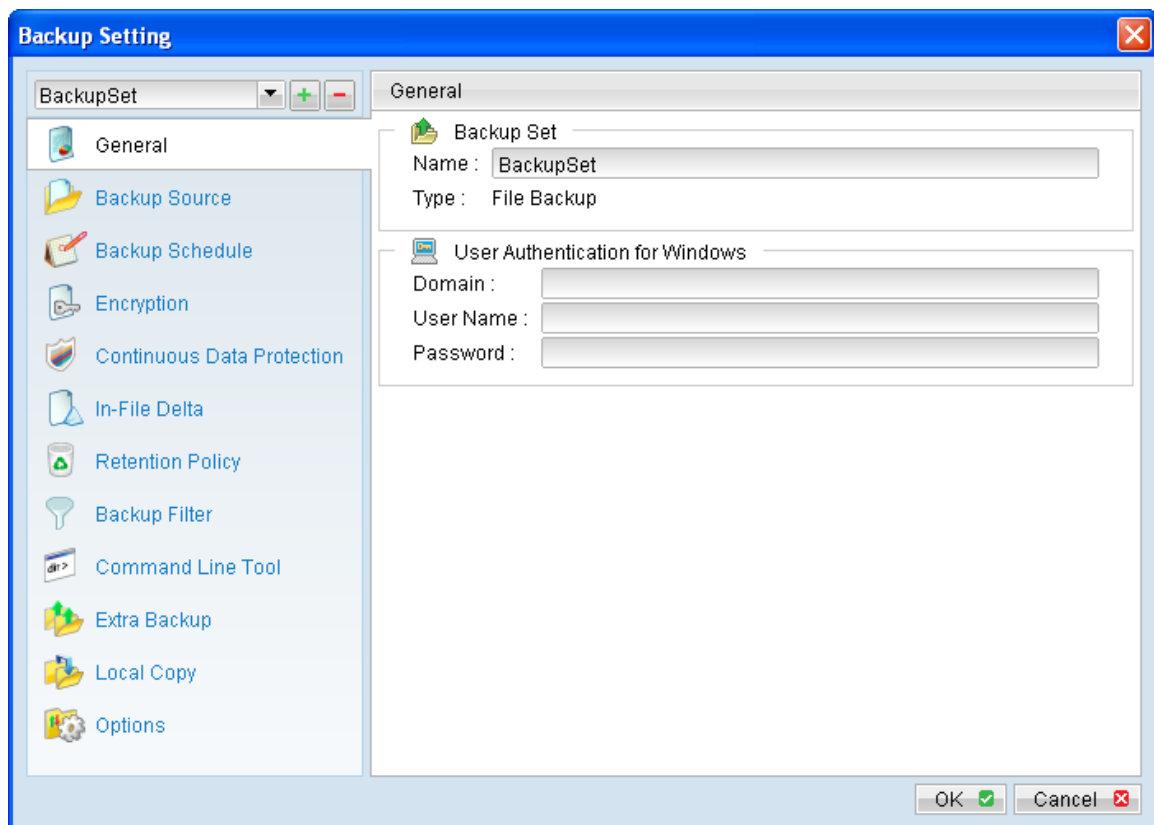 Backup Setting
BackupSet
General
Backup Source
Backup Schedule
Encryption
Continuous Data Protection
In-File Delta
Retention Policy
Backup Filter
dir>
Command Line Tool
Extra Backup
Local Copy
Options
General
Backup Set
Name : BackupSet
Type : File Backup
User Authentication for Windows
Domain :
User Name :
Password :
OK
Cancel